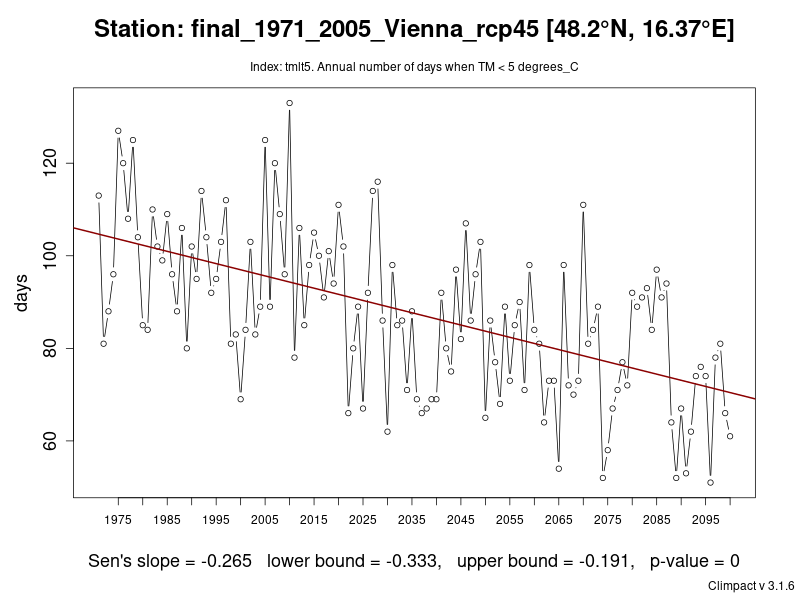 Station: final_1971_2005_Vienna_rcp45 [48.2°N, 16.37°E]
Index: tmlt5. Annual number of days when TM < 5 degrees_C
days
120
100
80
60
1975 1985 1995 2005 2015 2025 2035 2045 2055 2065 2075 2085 2095
Sen's slope = -0.265 lower bound = -0.333, upper bound = -0.191, p-value = 0
Climpact v 3.1.6